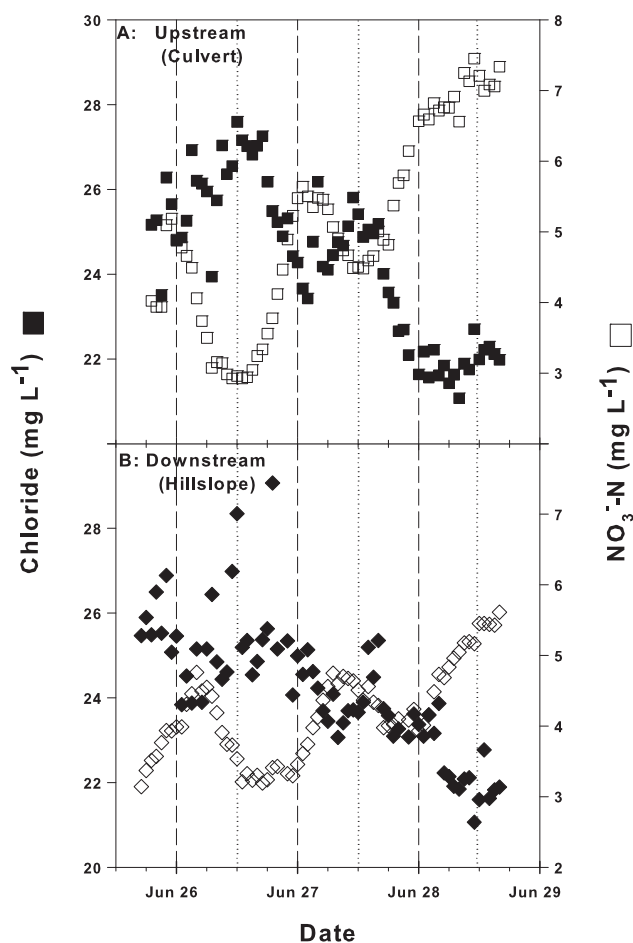 A: Upstream
(Culvert)
30
28
26
24
22
8
7
6
5
4
3
B: Downstream
(Hillslope)
28
26
24
22
20
7
6
5
4
3
2
Chloride (mg L⁻¹)
NO₃⁻-N (mg L⁻¹)
Jun 26
Jun 27
Jun 28
Jun 29
Date